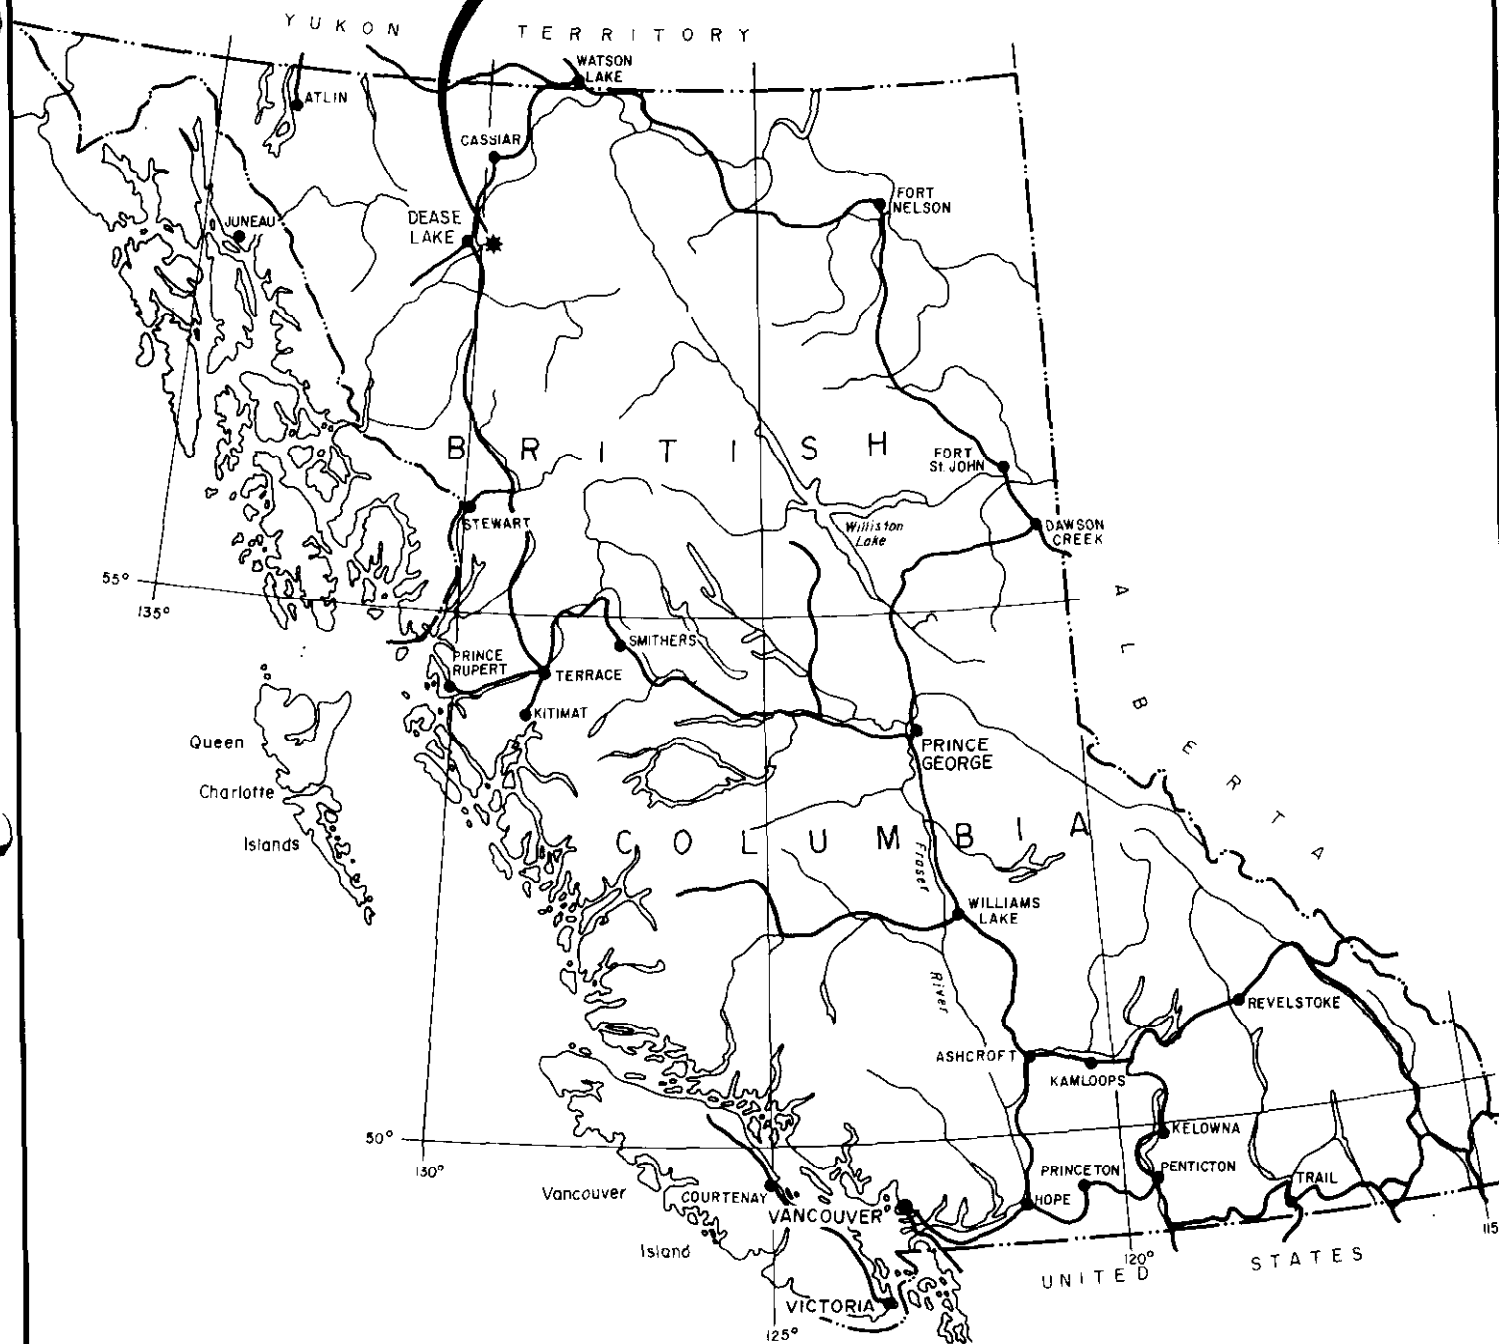 YUKON TERRITORY
WATSON
LAKE
ATLIN
CASSIAR
FORT
NELSON
DEASE
LAKE
JUNEAU
BRITISH
FORT
St. JOHN
STEWART
Williston
Lake
DAWSON
CREEK
55°
135°
ALBERTA
SMITHERS
PRINCE
RUPERT
TERRACE
KITIMAT
Queen
Charlotte
Islands
PRINCE
GEORGE
COLUMBIA
Fraser
River
WILLIAMS
LAKE
REVELSTOKE
ASHCROFT
KAMLOOPS
50°
130°
KELOWNA
PRINCETON
PENTICTON
TRAIL
HOPE
Vancouver
Island
COURTENAY
VANCOUVER
115
120°
UNITED STATES
VICTORIA
125°